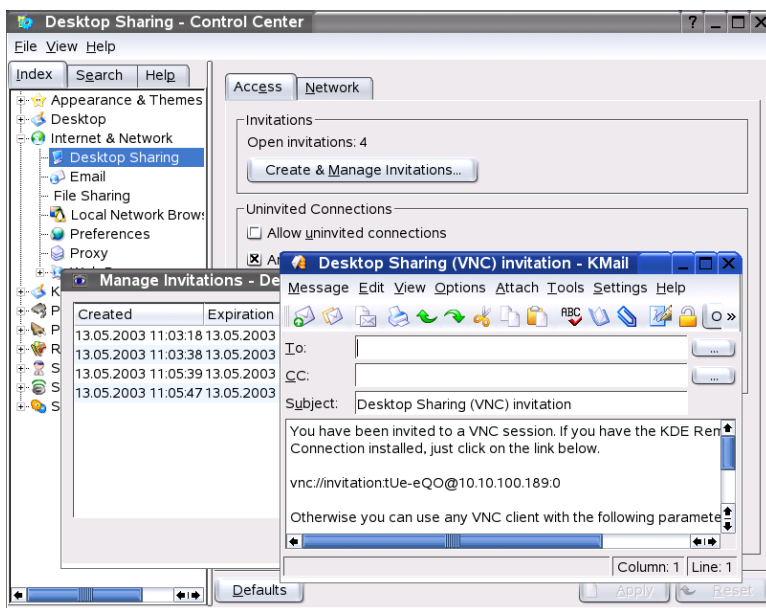 Desktop Sharing - Control Center
File View Help
Index Search Help
Appearance & Themes
Desktop
Internet & Network
Desktop Sharing
Email
File Sharing
Local Network Brows
Preferences
Proxy
K
P
P
R
S
S
S
Access Network
Invitations
Open invitations: 4
Create & Manage Invitations...
Uninvited Connections
Allow uninvited connections
Manage Invitations - De
Created Expiration
13.05.2003 11:03:18 13.05.2003
13.05.2003 11:03:38 13.05.2003
13.05.2003 11:05:39 13.05.2003
13.05.2003 11:05:47 13.05.2003
Desktop Sharing (VNC) invitation - KMail
Message Edit View Options Attach Tools Settings Help
ABC
To: ...
CC: ...
Subject: Desktop Sharing (VNC) invitation
You have been invited to a VNC session. If you have the KDE Rem
Connection installed, just click on the link below.
vnc://invitation:tUe-eQO@10.10.100.189:0
Otherwise you can use any VNC client with the following paramete
Column: 1 Line: 1
Defaults Apply Reset